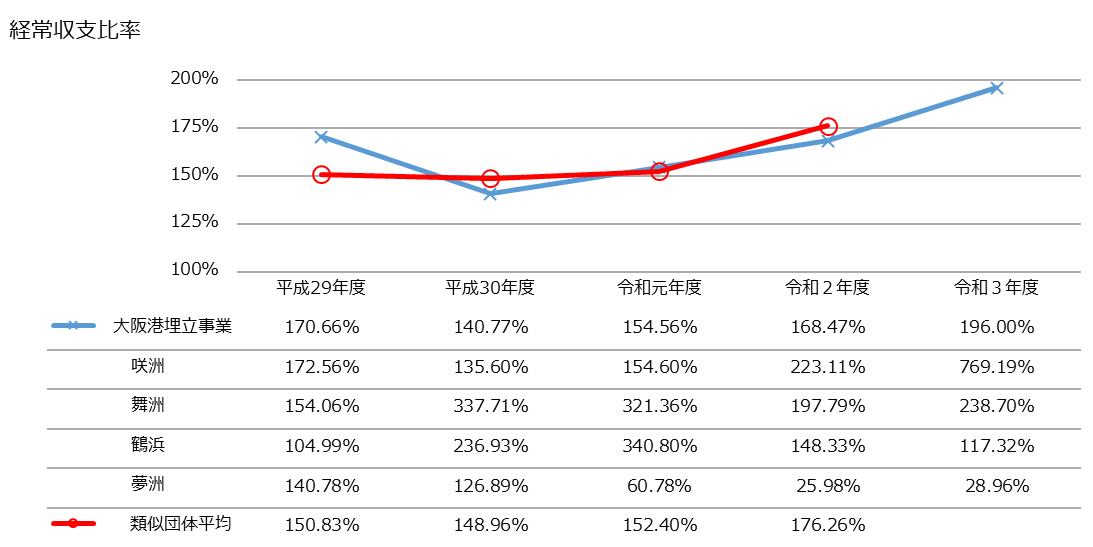 経常収支比率
200%
175%
150%
125%
100%
平成29年度 平成30年度 令和元年度 令和２年度 令和３年度
大阪港埋立事業 170.66% 140.77% 154.56% 168.47% 196.00%
咲洲 172.56% 135.60% 154.60% 223.11% 769.19%
舞洲 154.06% 337.71% 321.36% 197.79% 238.70%
鶴浜 104.99% 236.93% 340.80% 148.33% 117.32%
夢洲 140.78% 126.89% 60.78% 25.98% 28.96%
類似団体平均 150.83% 148.96% 152.40% 176.26%